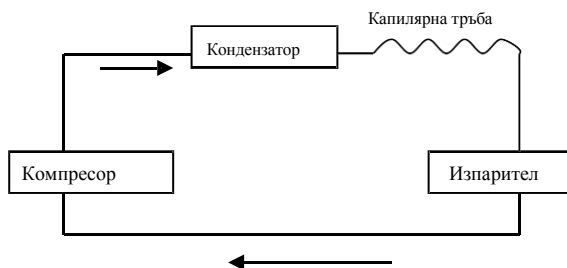 Капилярна тръба
Кондензатор
Компресор
Изпарител